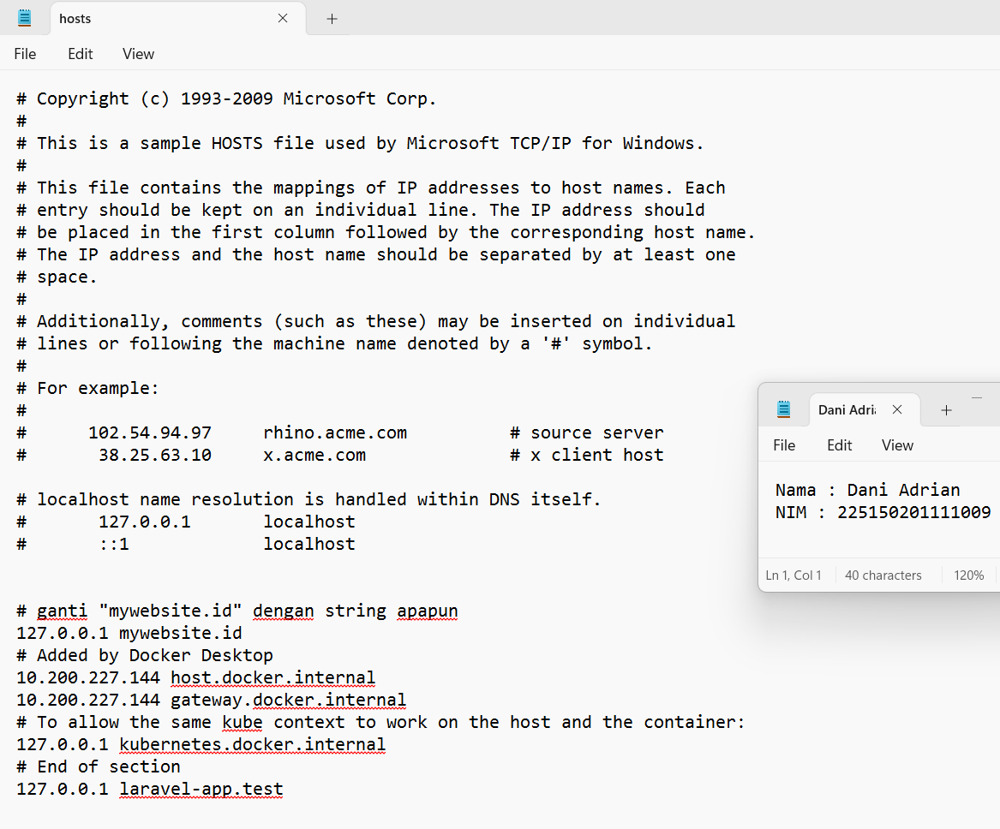 hosts
File Edit View
# Copyright (c) 1993-2009 Microsoft Corp.
#
# This is a sample HOSTS file used by Microsoft TCP/IP for Windows.
#
# This file contains the mappings of IP addresses to host names. Each
# entry should be kept on an individual line. The IP address should
# be placed in the first column followed by the corresponding host name.
# The IP address and the host name should be separated by at least one
# space.
#
# Additionally, comments (such as these) may be inserted on individual
# lines or following the machine name denoted by a '#' symbol.
#
# For example:
#
#      102.54.94.97     rhino.acme.com          # source server
#       38.25.63.10     x.acme.com              # x client host

# localhost name resolution is handled within DNS itself.
#       127.0.0.1       localhost
#       ::1             localhost

# ganti "mywebsite.id" dengan string apapun
127.0.0.1 mywebsite.id
# Added by Docker Desktop
10.200.227.144 host.docker.internal
10.200.227.144 gateway.docker.internal
# To allow the same kube context to work on the host and the container:
127.0.0.1 kubernetes.docker.internal
# End of section
127.0.0.1 laravel-app.test
Dani Adri
File Edit View
Nama : Dani Adrian
NIM : 225150201111009
Ln 1, Col 1 40 characters 120%